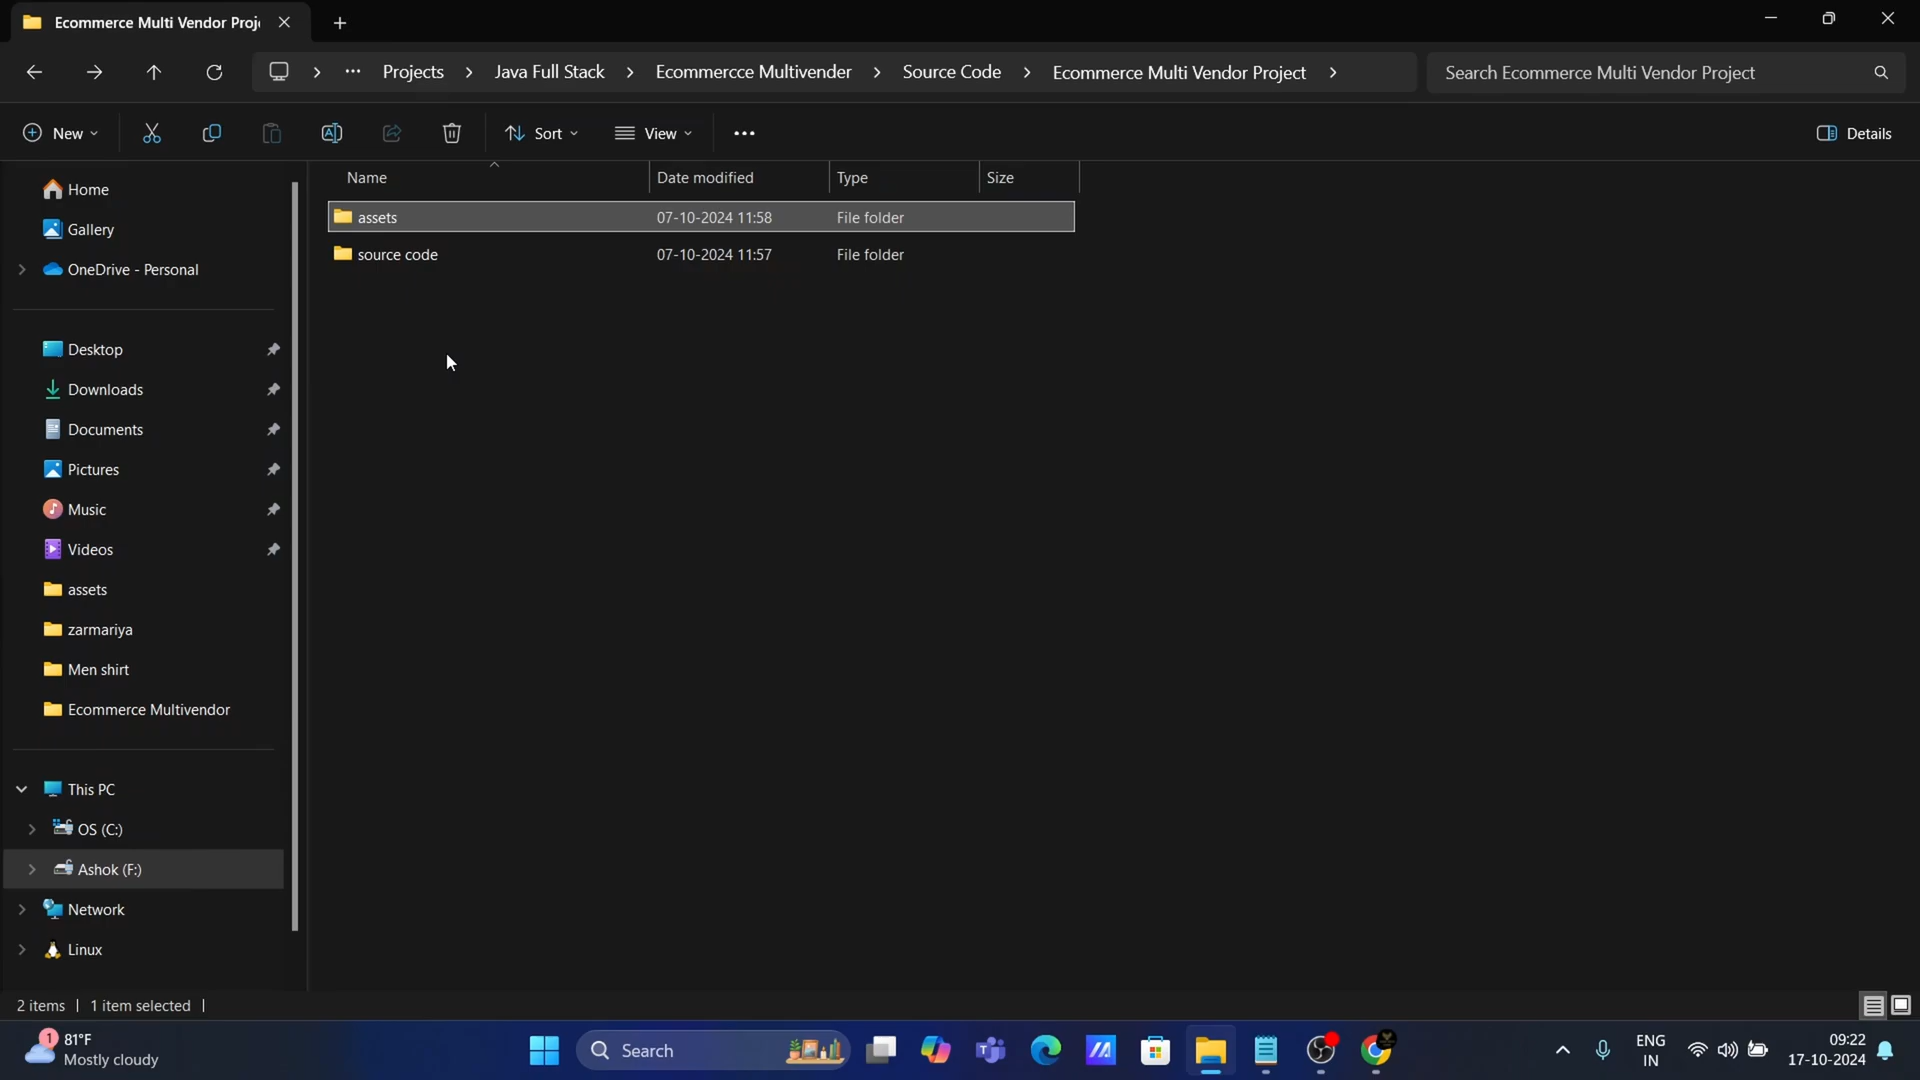 Ecommerce Multi Vendor Proj
Projects > Java Full Stack > Ecommercce Multivender > Source Code > Ecommerce Multi Vendor Project >
Search Ecommerce Multi Vendor Project
New
Sort
View
Details
Home
Gallery
OneDrive - Personal
Desktop
Downloads
Documents
Pictures
Music
Videos
assets
zarmariya
Men shirt
Ecommerce Multivendor
This PC
OS (C:)
Ashok (F:)
Network
Linux
Name Date modified Type Size
assets 07-10-2024 11:58 File folder
source code 07-10-2024 11:57 File folder
2 items | 1 item selected |
1
81°F
Mostly cloudy
Search
ENG
IN
09:22
17-10-2024